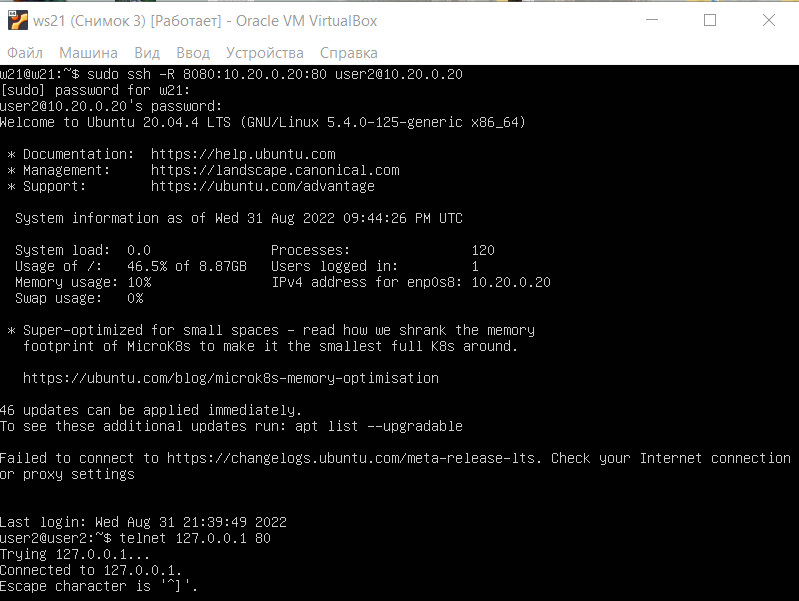 ws21 (Снимок 3) [Работает] - Oracle VM VirtualBox
Файл Машина Вид Ввод Устройства Справка
w21@w21:~$ sudo ssh -R 8080:10.20.0.20:80 user2@10.20.0.20
[sudo] password for w21:
user2@10.20.0.20's password:
Welcome to Ubuntu 20.04.4 LTS (GNU/Linux 5.4.0-125-generic x86_64)
* Documentation: https://help.ubuntu.com
* Management: https://landscape.canonical.com
* Support: https://ubuntu.com/advantage
System information as of Wed 31 Aug 2022 09:44:26 PM UTC
System load: 0.0 Processes: 120
Usage of /: 46.5% of 8.87GB Users logged in: 1
Memory usage: 10% IPv4 address for enp0s8: 10.20.0.20
Swap usage: 0%
* Super-optimized for small spaces - read how we shrank the memory
footprint of MicroK8s to make it the smallest full K8s around.
https://ubuntu.com/blog/microk8s-memory-optimisation
46 updates can be applied immediately.
To see these additional updates run: apt list --upgradable
Failed to connect to https://changelogs.ubuntu.com/meta-release-lts. Check your Internet connection
or proxy settings
Last login: Wed Aug 31 21:39:49 2022
user2@user2:~$ telnet 127.0.0.1 80
Trying 127.0.0.1...
Connected to 127.0.0.1.
Escape character is '^]'.